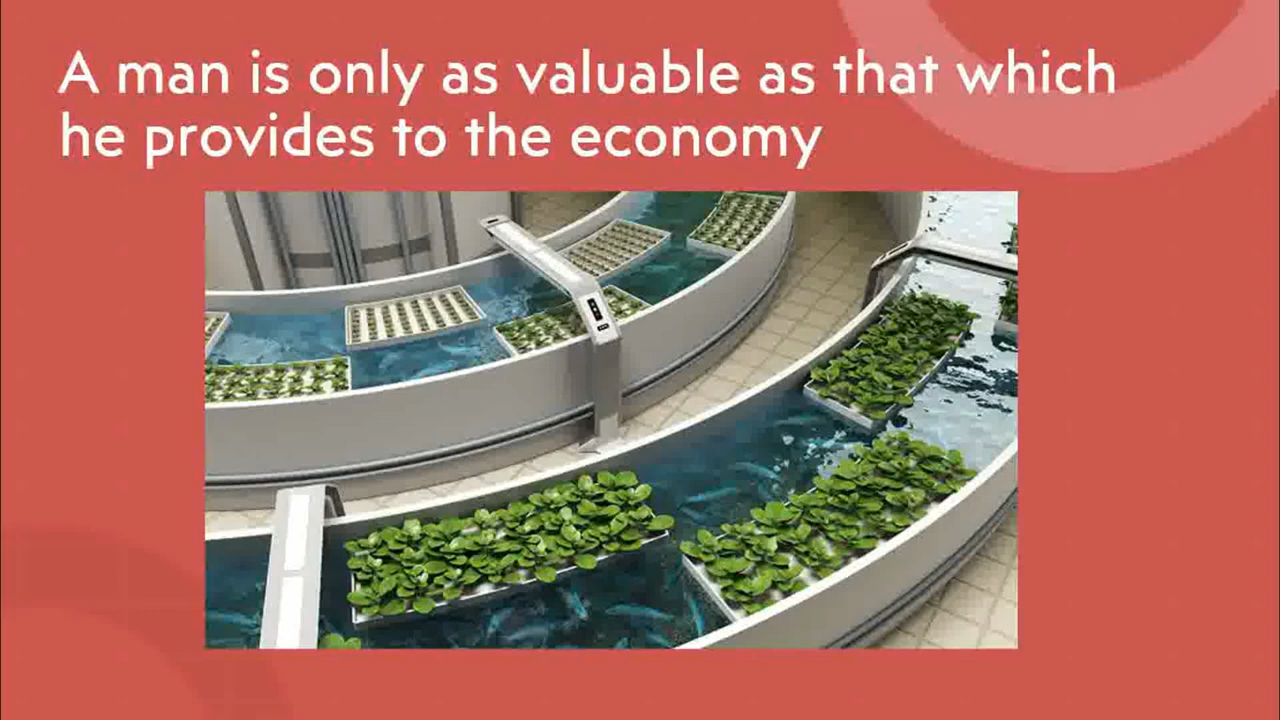 A man is only as valuable as that which
he provides to the economy